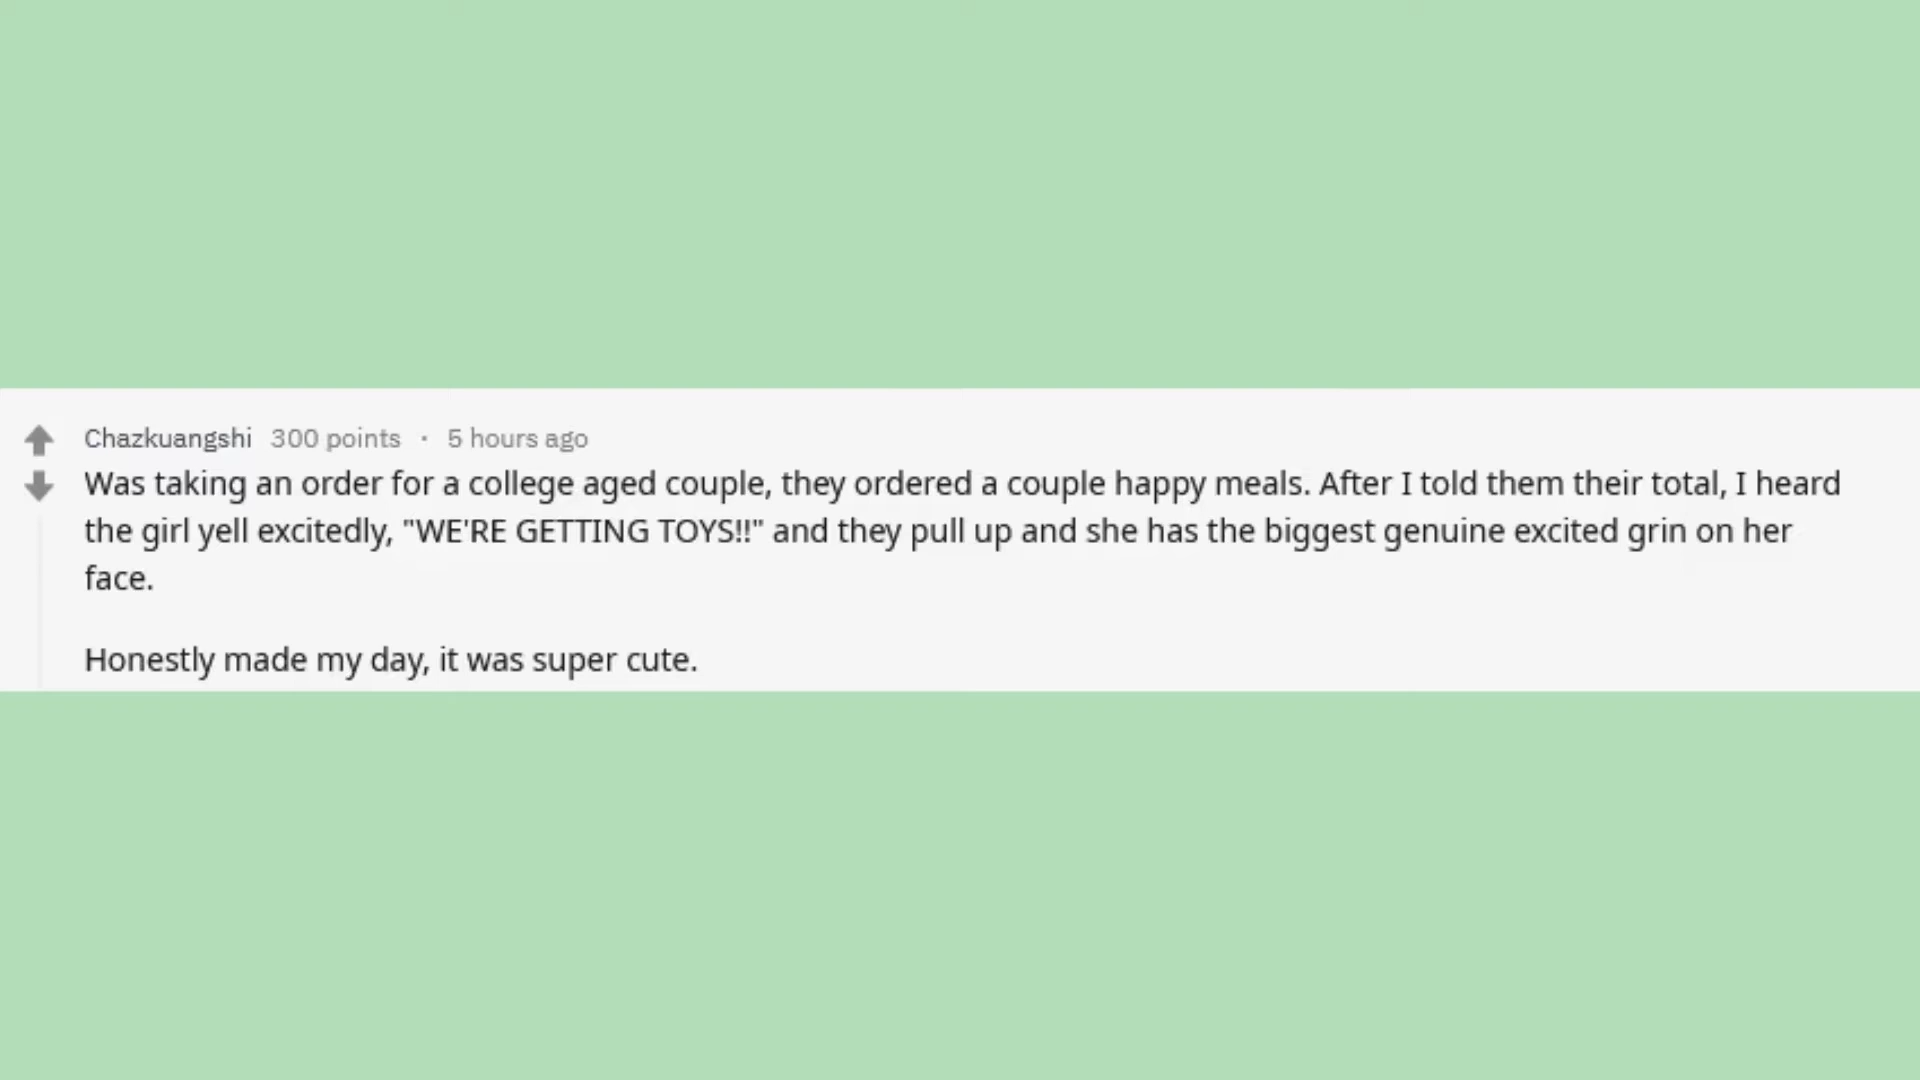 Chazkuangshi 300 points · 5 hours ago
Was taking an order for a college aged couple, they ordered a couple happy meals. After I told them their total, I heard
the girl yell excitedly, "WE'RE GETTING TOYS!!" and they pull up and she has the biggest genuine excited grin on her
face.
Honestly made my day, it was super cute.